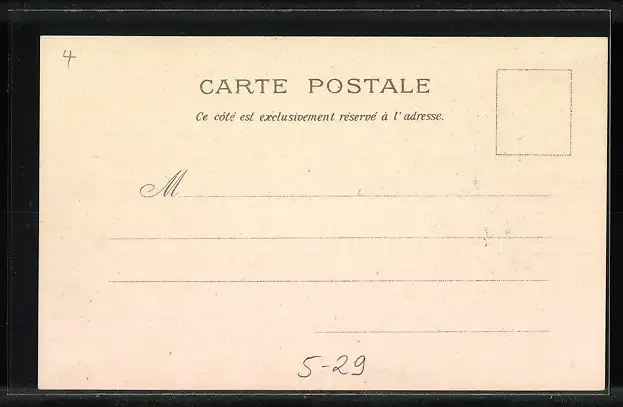 4
CARTE POSTALE
Ce côté est exclusivement réservé à l'adresse.
M
5-29